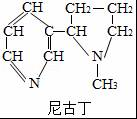 CH CH₂—CH₂
CH C—CH CH₂
CH CH N
N CH₃
尼古丁